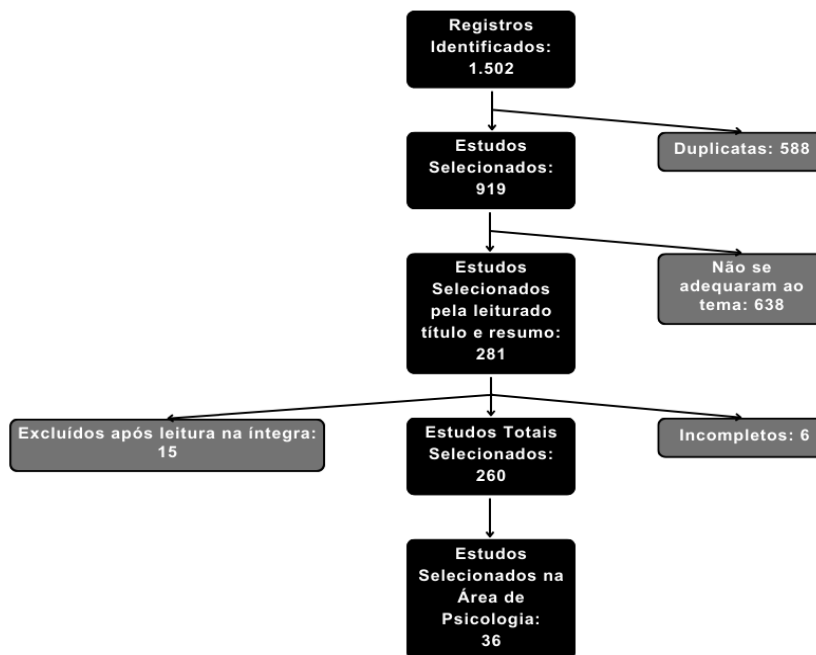 Registros
Identificados:
1.502
Duplicatas: 588
Estudos
Selecionados:
919
Não se
adequaram ao
tema: 638
Estudos
Selecionados
pela leiturado
título e resumo:
281
Excluídos após leitura na íntegra:
15
Estudos Totais
Selecionados:
260
Incompletos: 6
Estudos
Selecionados na
Área de
Psicologia:
36